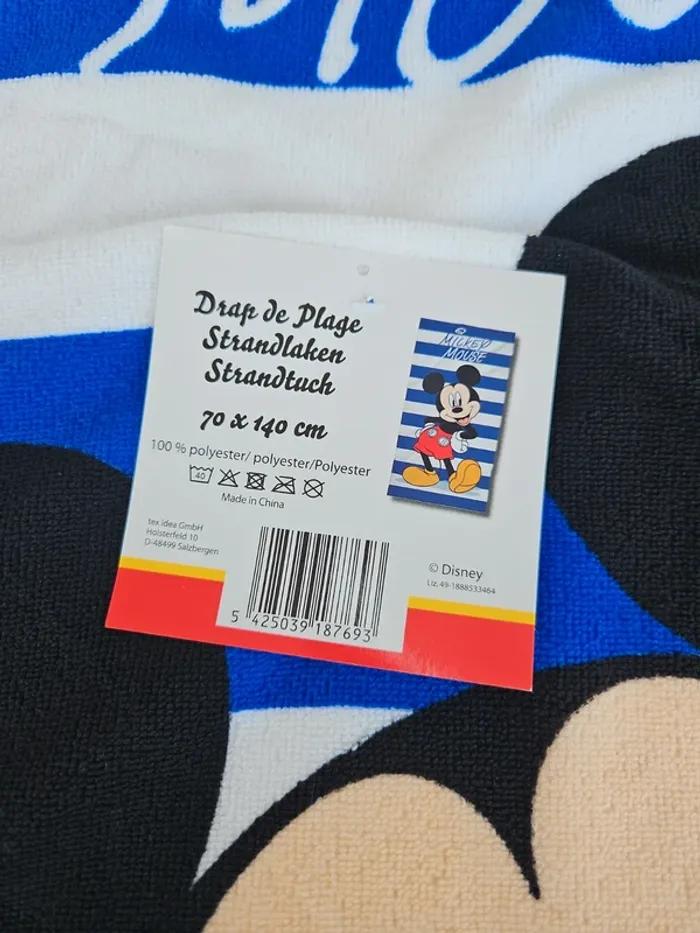 Drap de Plage
Strandlaken
Strandtuch
70 x 140 cm
100 % polyester/ polyester/Polyester
40
Made in China
tex idea GmbH
Holsterfeld 10
D-48499 Salzbergen
5 425039 187693
MICKEY
MOUSE
© Disney
Liz. 49-1888533464